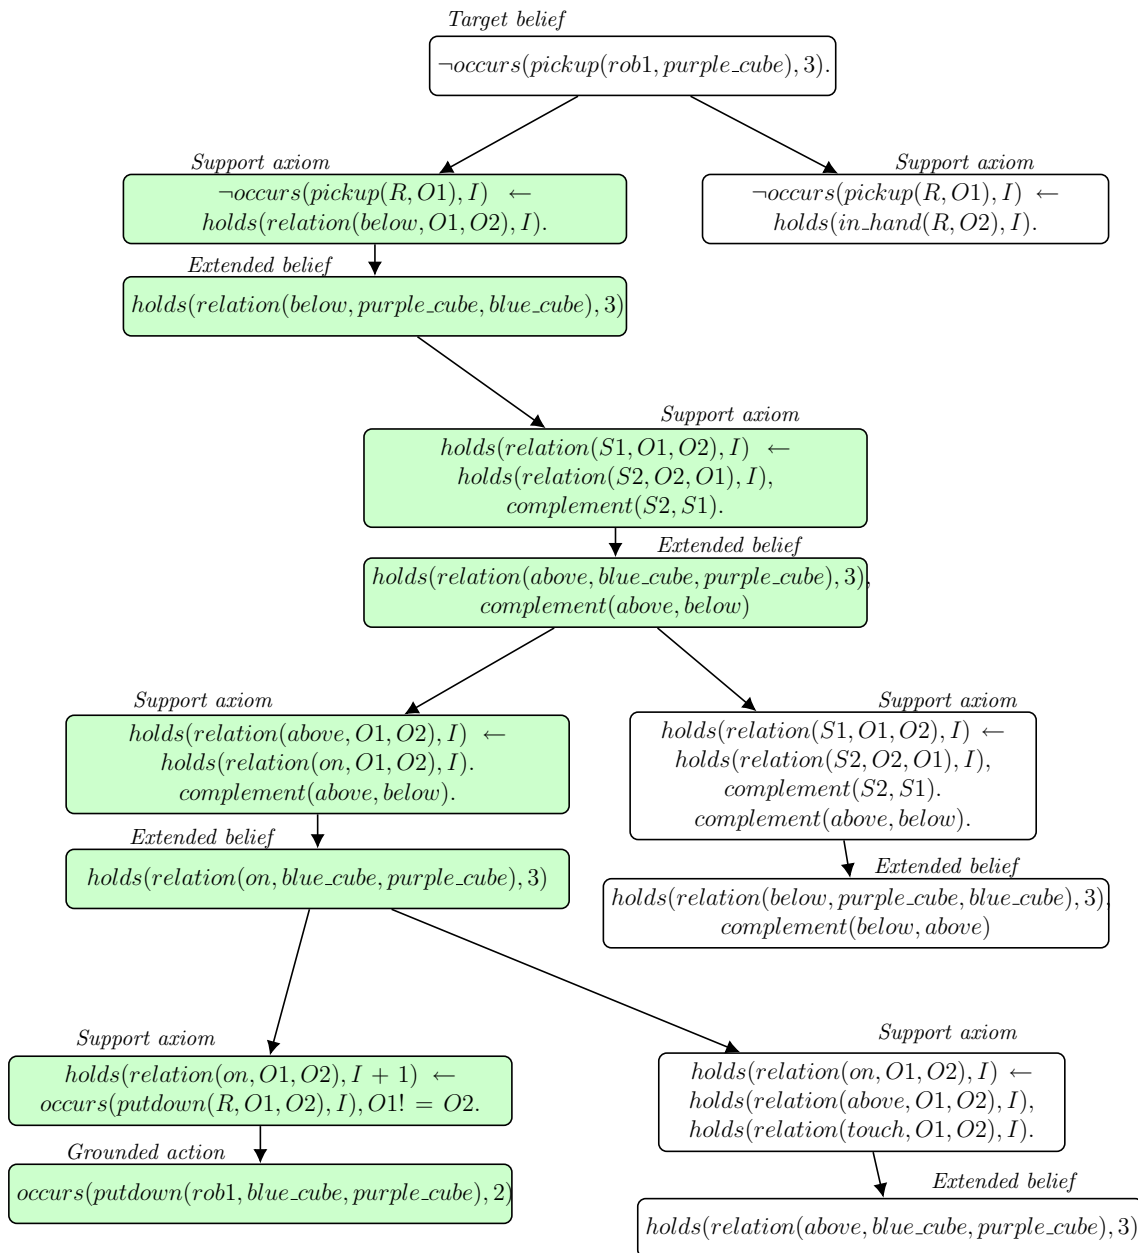 Target belief
¬occurs(pickup(rob1, purple_cube), 3).
Support axiom
¬occurs(pickup(R, O1), I) ←
holds(relation(below, O1, O2), I).
Support axiom
¬occurs(pickup(R, O1), I) ←
holds(in_hand(R, O2), I).
Extended belief
holds(relation(below, purple_cube, blue_cube), 3)
Support axiom
holds(relation(S1, O1, O2), I) ←
holds(relation(S2, O2, O1), I),
complement(S2, S1).
Extended belief
holds(relation(above, blue_cube, purple_cube), 3),
complement(above, below)
Support axiom
holds(relation(above, O1, O2), I) ←
holds(relation(on, O1, O2), I).
complement(above, below).
Support axiom
holds(relation(S1, O1, O2), I) ←
holds(relation(S2, O2, O1), I),
complement(S2, S1).
complement(above, below).
Extended belief
holds(relation(on, blue_cube, purple_cube), 3)
Extended belief
holds(relation(below, purple_cube, blue_cube), 3),
complement(below, above)
Support axiom
holds(relation(on, O1, O2), I + 1) ←
occurs(putdown(R, O1, O2), I), O1! = O2.
Support axiom
holds(relation(on, O1, O2), I) ←
holds(relation(above, O1, O2), I),
holds(relation(touch, O1, O2), I).
Grounded action
occurs(putdown(rob1, blue_cube, purple_cube), 2)
Extended belief
holds(relation(above, blue_cube, purple_cube), 3)